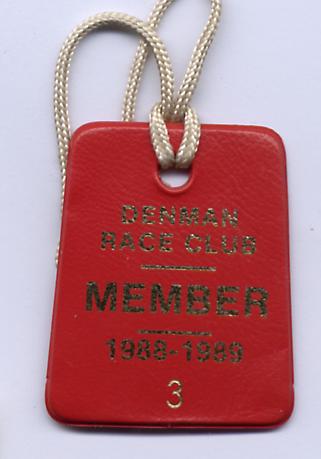 DENMAN
RACE CLUB
MEMBER
1988-1989
3